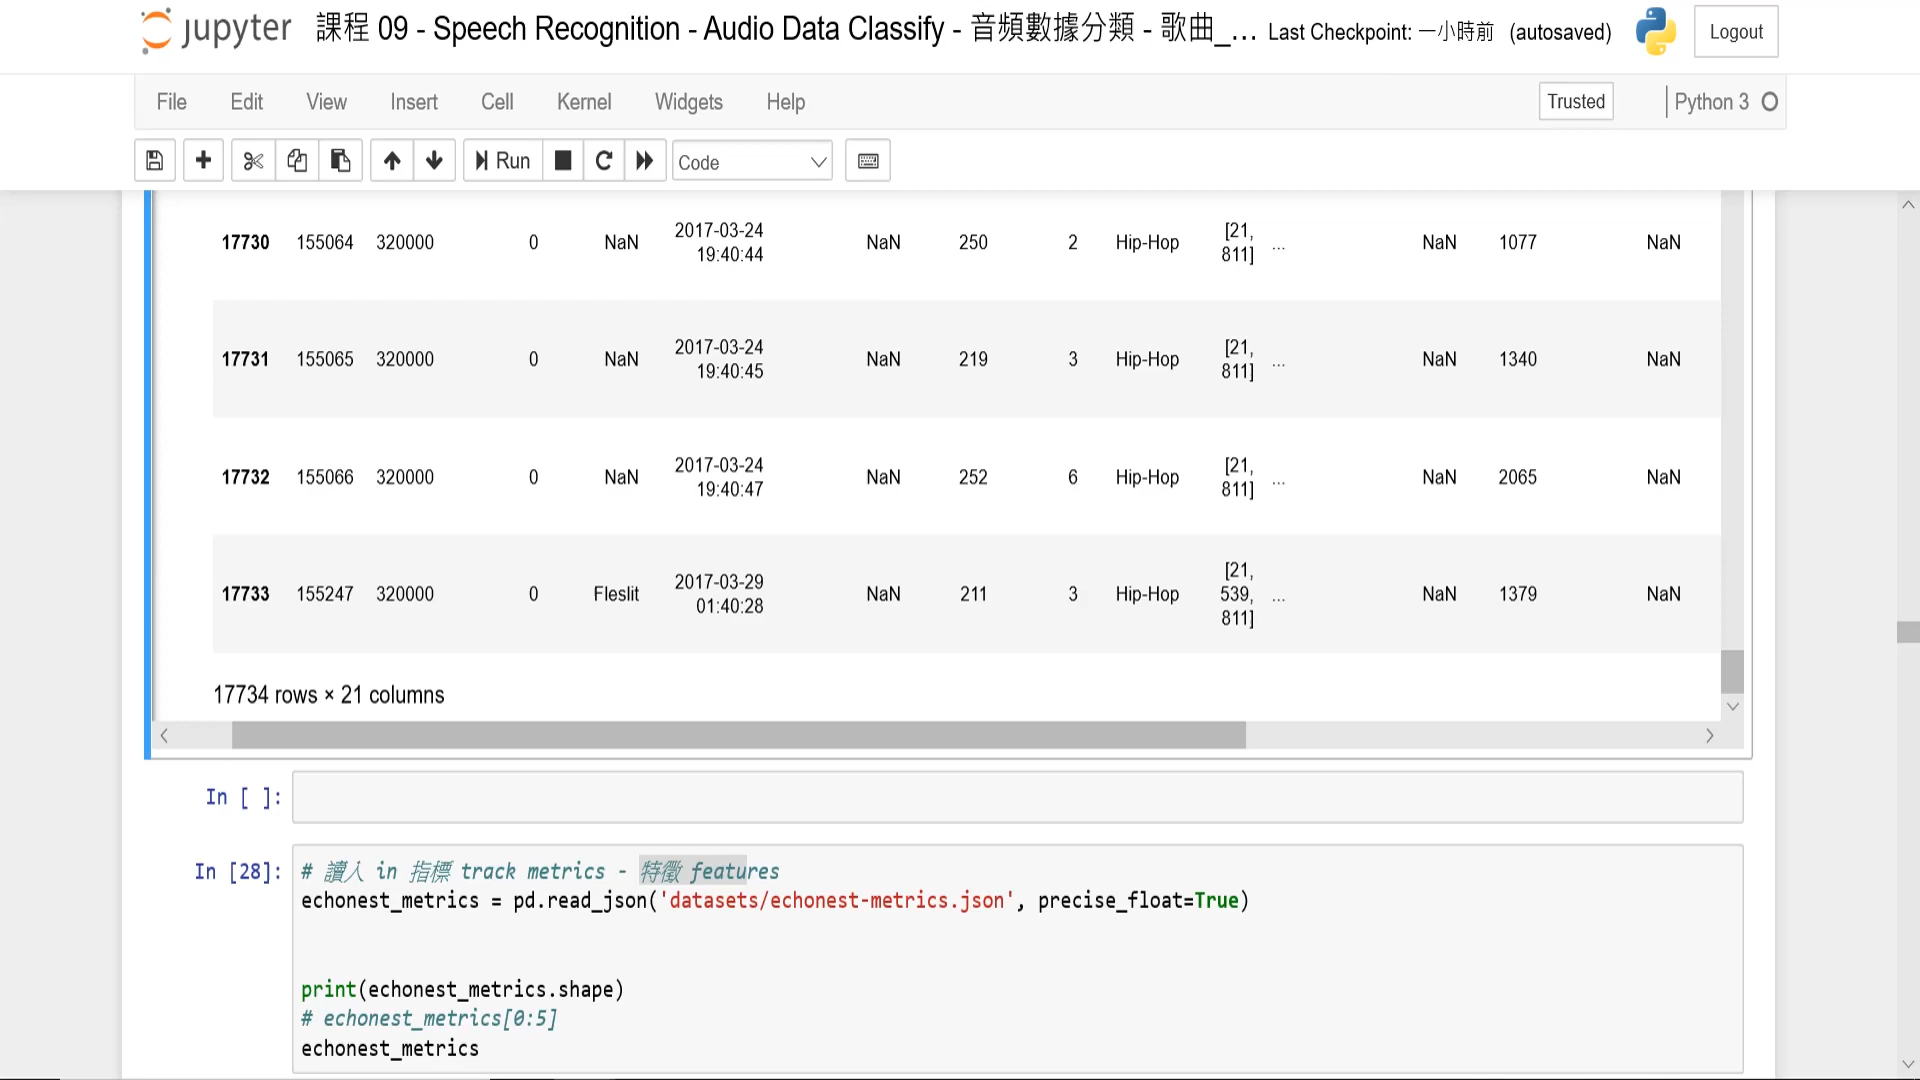 jupyter 課程 09 - Speech Recognition - Audio Data Classify - 音頻數據分類 - 歌曲_... Last Checkpoint: 一小時前 (autosaved) Logout
File Edit View Insert Cell Kernel Widgets Help Trusted Python 3
Run Code
17730 155064 320000 0 NaN 2017-03-24 19:40:44 NaN 250 2 Hip-Hop [21, 811] ... NaN 1077 NaN
17731 155065 320000 0 NaN 2017-03-24 19:40:45 NaN 219 3 Hip-Hop [21, 811] ... NaN 1340 NaN
17732 155066 320000 0 NaN 2017-03-24 19:40:47 NaN 252 6 Hip-Hop [21, 811] ... NaN 2065 NaN
17733 155247 320000 0 Fleslit 2017-03-29 01:40:28 NaN 211 3 Hip-Hop [21, 539, 811] ... NaN 1379 NaN
17734 rows × 21 columns
In [ ]:
In [28]: # 讀入 in 指標 track metrics - 特徵 features
echonest_metrics = pd.read_json('datasets/echonest-metrics.json', precise_float=True)
print(echonest_metrics.shape)
# echonest_metrics[0:5]
echonest_metrics